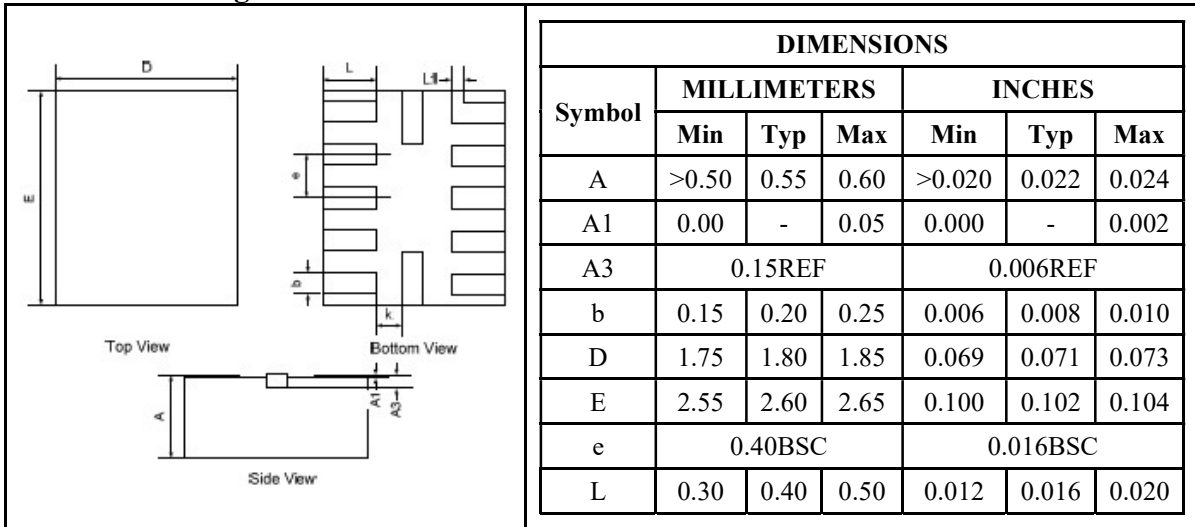 D
E
Top View
L
L1
e
b
k
Bottom View
A
A1
A3
Side View
DIMENSIONS
Symbol MILLIMETERS INCHES
Min Typ Max Min Typ Max
A >0.50 0.55 0.60 >0.020 0.022 0.024
A1 0.00 - 0.05 0.000 - 0.002
A3 0.15REF 0.006REF
b 0.15 0.20 0.25 0.006 0.008 0.010
D 1.75 1.80 1.85 0.069 0.071 0.073
E 2.55 2.60 2.65 0.100 0.102 0.104
e 0.40BSC 0.016BSC
L 0.30 0.40 0.50 0.012 0.016 0.020